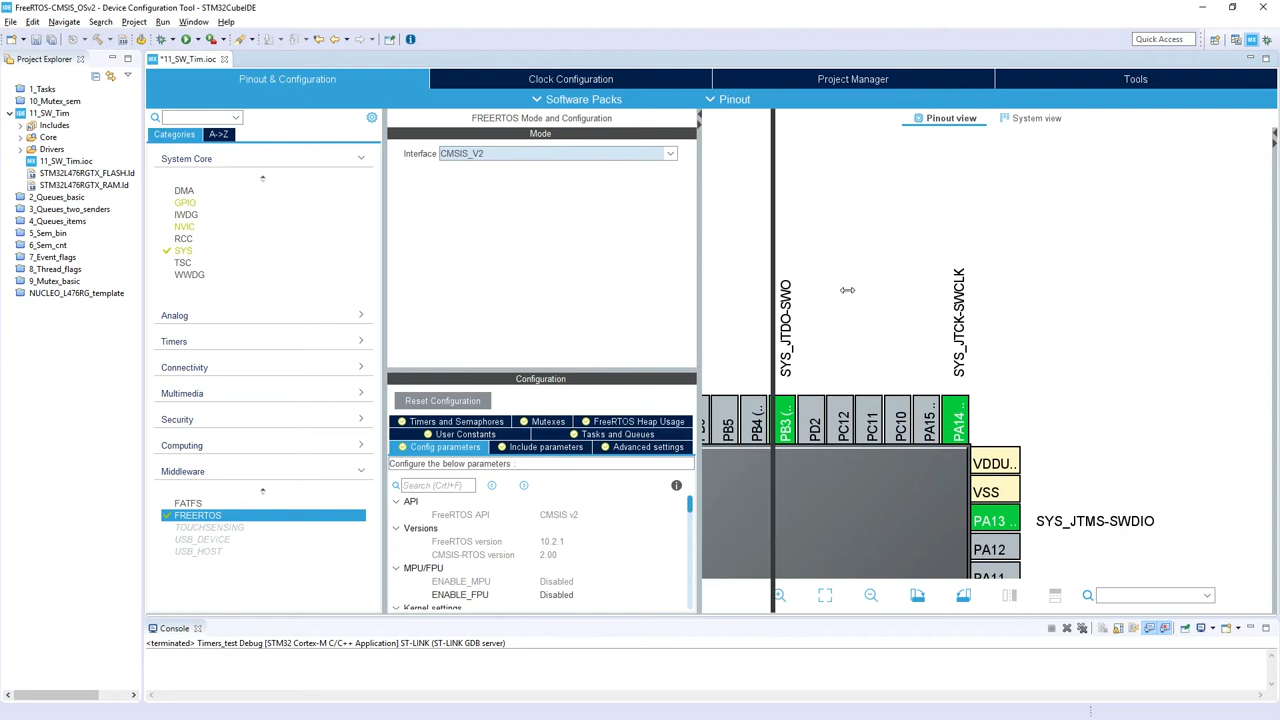 FreeRTOS-CMSIS_OSv2 - Device Configuration Tool - STM32CubeIDE
File Edit Navigate Search Project Run Window Help
Quick Access
Project Explorer
*11_SW_Tim.ioc
1_Tasks
10_Mutex_sem
11_SW_Tim
Includes
Core
Drivers
11_SW_Tim.ioc
STM32L476RGTX_FLASH.ld
STM32L476RGTX_RAM.ld
2_Queues_basic
3_Queues_two_senders
4_Queues_items
5_Sem_bin
6_Sem_cnt
7_Event_flags
8_Thread_flags
9_Mutex_basic
NUCLEO_L476RG_template
Pinout & Configuration
Clock Configuration
Project Manager
Tools
Software Packs
Pinout
Categories
A->Z
System Core
DMA
GPIO
IWDG
NVIC
RCC
SYS
TSC
WWDG
Analog
Timers
Connectivity
Multimedia
Security
Computing
Middleware
FATFS
FREERTOS
TOUCHSENSING
USB_DEVICE
USB_HOST
FREERTOS Mode and Configuration
Mode
Interface CMSIS_V2
Configuration
Reset Configuration
Timers and Semaphores
Mutexes
FreeRTOS Heap Usage
User Constants
Tasks and Queues
Config parameters
Include parameters
Advanced settings
Configure the below parameters :
Search (Crtl+F)
API
FreeRTOS API CMSIS v2
Versions
FreeRTOS version 10.2.1
CMSIS-RTOS version 2.00
MPU/FPU
ENABLE_MPU Disabled
ENABLE_FPU Disabled
Kernel settings
Pinout view
System view
SYS_JTDO-SWO
SYS_JTCK-SWCLK
PB5
PB4 (..
PB3 (..
PD2
PC12
PC11
PC10
PA15 ..
PA14 ..
VDDU..
VSS
PA13 ..
SYS_JTMS-SWDIO
PA12
PA11
Console
<terminated> Timers_test Debug [STM32 Cortex-M C/C++ Application] ST-LINK (ST-LINK GDB server)